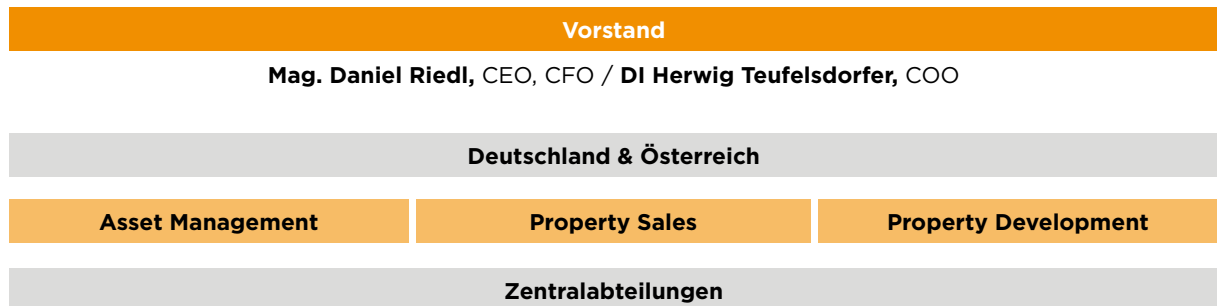 Vorstand
Mag. Daniel Riedl, CEO, CFO / DI Herwig Teufelsdorfer, COO
Deutschland & Österreich
Asset Management Property Sales Property Development
Zentralabteilungen